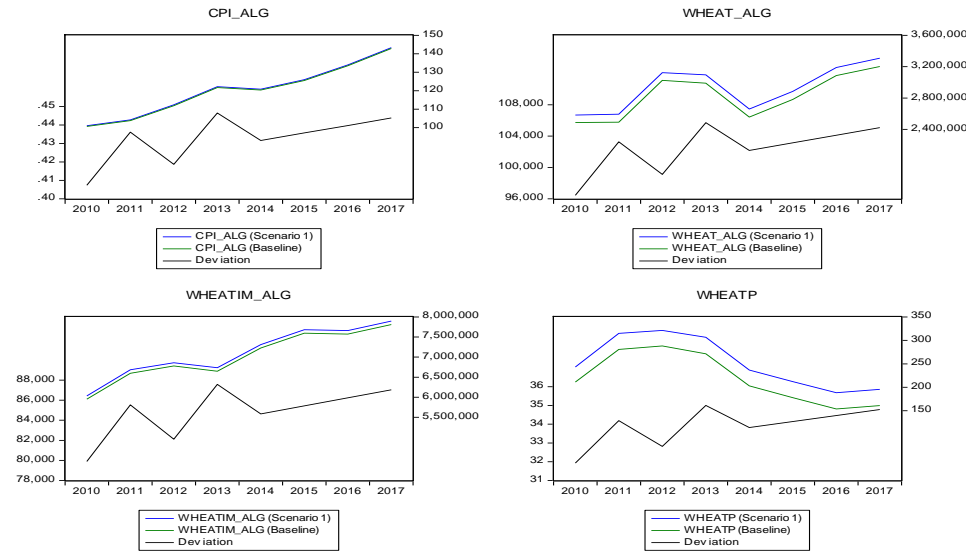 CPI_ALG
150
140
130
120
110
100
.45
.44
.43
.42
.41
.40
2010 2011 2012 2013 2014 2015 2016 2017
CPI_ALG (Scenario 1)
CPI_ALG (Baseline)
Deviation
WHEAT_ALG
3,600,000
3,200,000
2,800,000
2,400,000
108,000
104,000
100,000
96,000
2010 2011 2012 2013 2014 2015 2016 2017
WHEAT_ALG (Scenario 1)
WHEAT_ALG (Baseline)
Deviation
WHEATIM_ALG
8,000,000
7,500,000
7,000,000
6,500,000
6,000,000
5,500,000
88,000
86,000
84,000
82,000
80,000
78,000
2010 2011 2012 2013 2014 2015 2016 2017
WHEATIM_ALG (Scenario 1)
WHEATIM_ALG (Baseline)
Deviation
WHEATP
350
300
250
200
150
36
35
34
33
32
31
2010 2011 2012 2013 2014 2015 2016 2017
WHEATP (Scenario 1)
WHEATP (Baseline)
Deviation